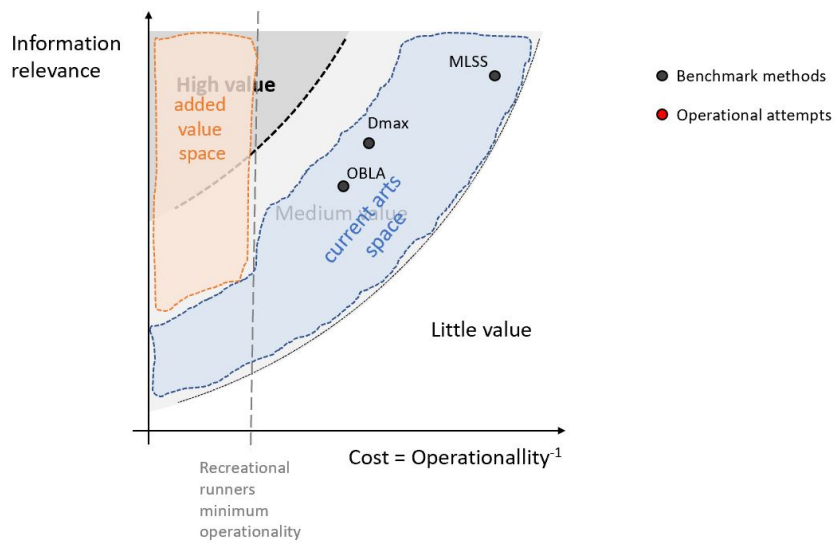 Information
relevance
High value
added
value
space
MLSS
Dmax
OBLA
Medium value
current arts
space
Little value
Cost = Operationallity⁻¹
Recreational
runners
minimum
operationality
Benchmark methods
Operational attempts